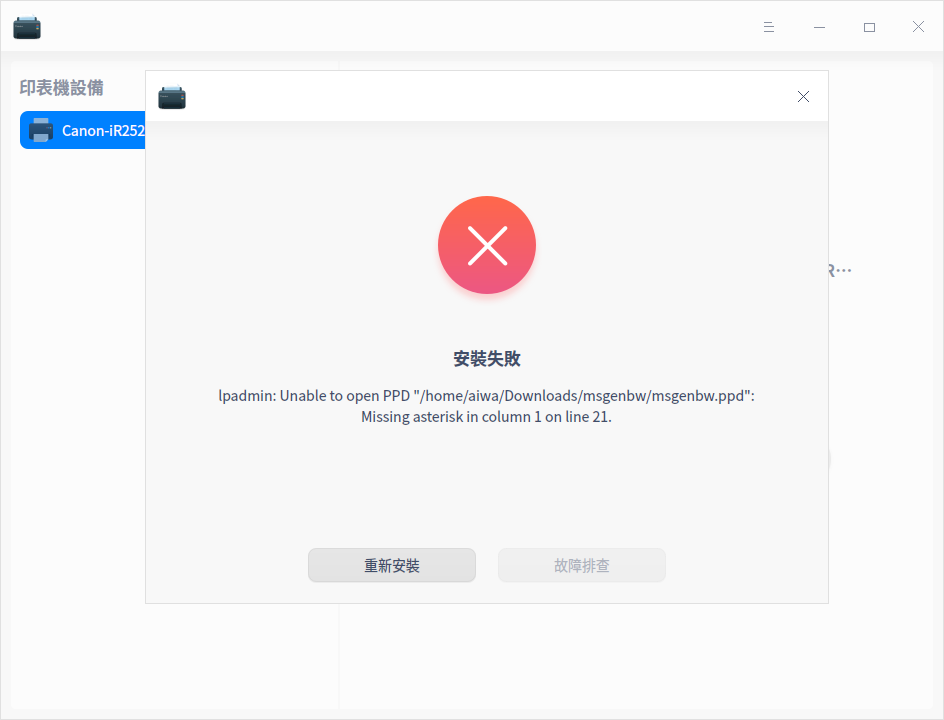 印表機設備
Canon-iR252
R…
安裝失敗
lpadmin: Unable to open PPD "/home/aiwa/Downloads/msgenbw/msgenbw.ppd":
Missing asterisk in column 1 on line 21.
重新安裝
故障排查